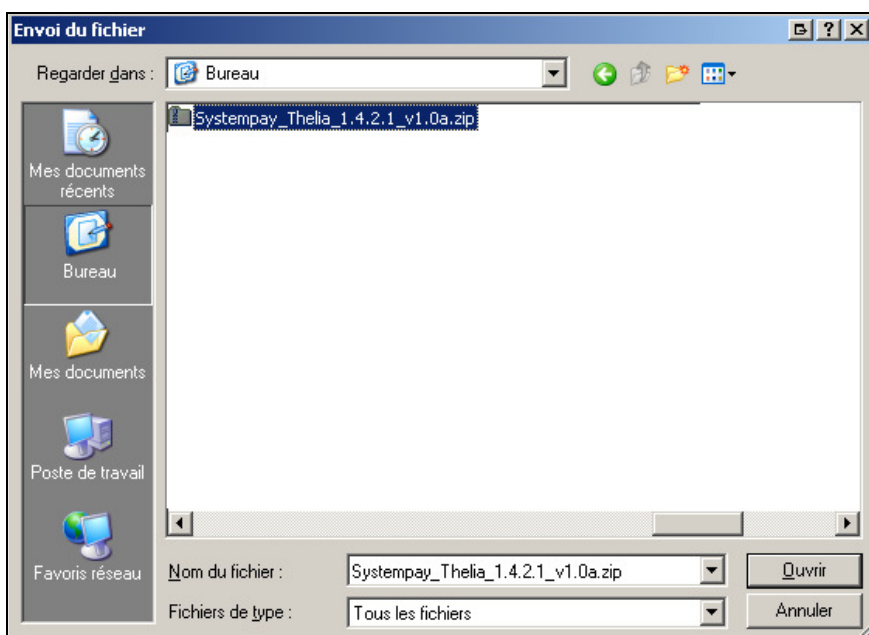 Envoi du fichier
Regarder dans :
Bureau
Systempay_Thelia_1.4.2.1_v1.0a.zip
Mes documents
récents
Bureau
Mes documents
Poste de travail
Favoris réseau
Nom du fichier :
Systempay_Thelia_1.4.2.1_v1.0a.zip
Ouvrir
Fichiers de type :
Tous les fichiers
Annuler